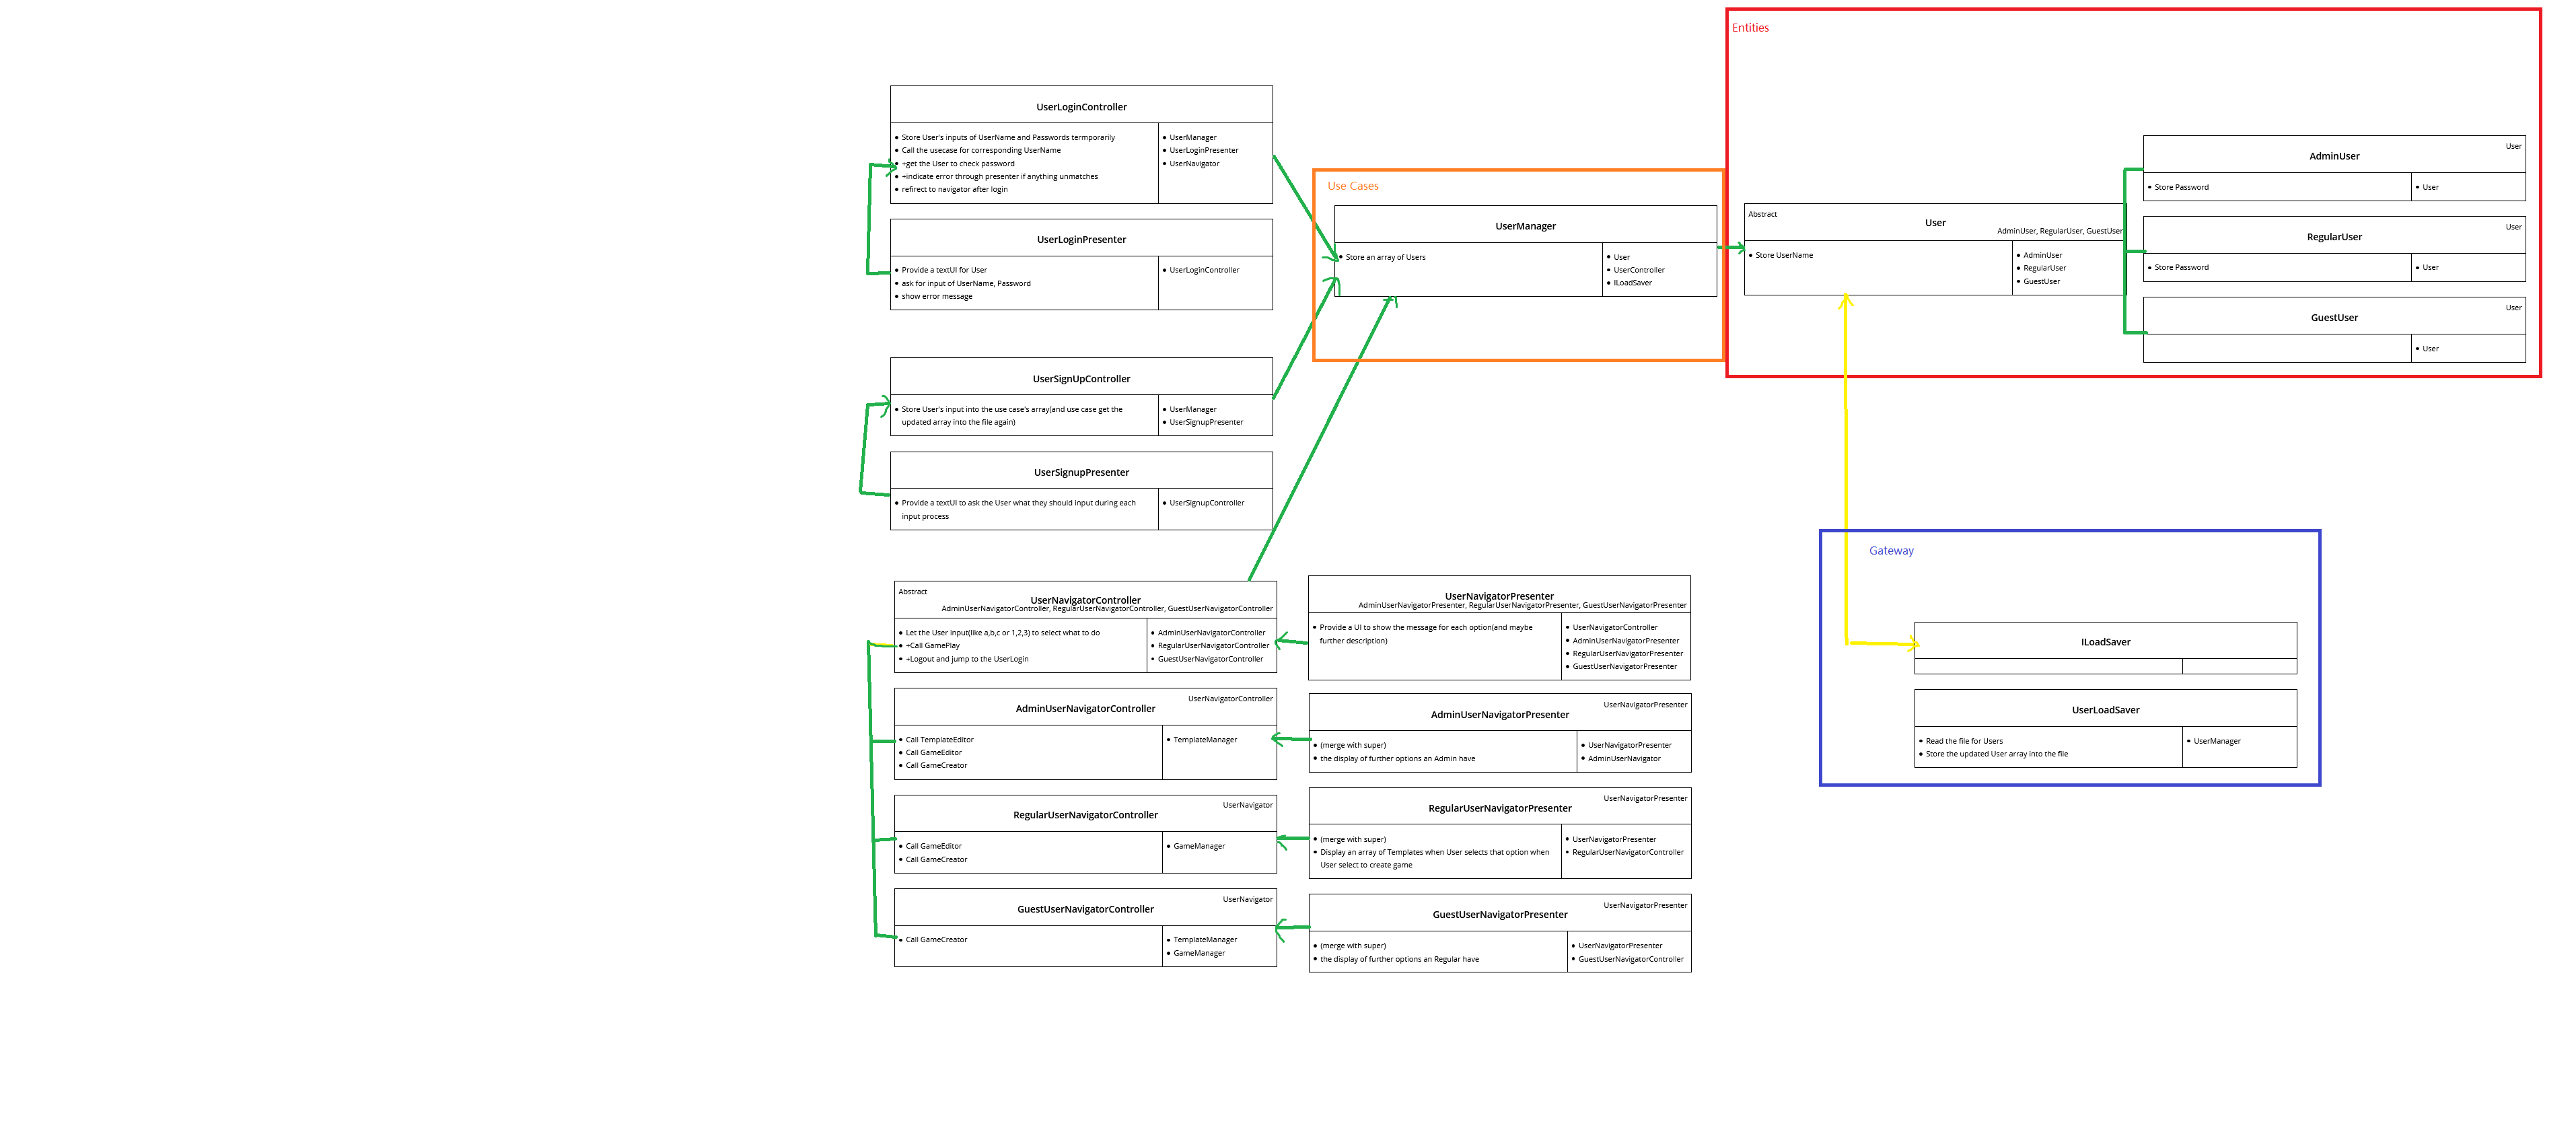 Entities
UserLoginController
Store User's inputs of UserName and Passwords termporarily
Call the usecase for corresponding UserName
+get the User to check password
+indicate error through presenter if anything unmatches
refirect to navigator after login
UserManager
UserLoginPresenter
UserNavigator
UserLoginPresenter
Provide a textUI for User
ask for input of UserName, Password
show error message
UserLoginController
UserSignUpController
Store User's input into the use case's array(and use case get the
updated array into the file again)
UserManager
UserSignupPresenter
UserSignupPresenter
Provide a textUI to ask the User what they should input during each
input process
UserSignupController
Use Cases
UserManager
Store an array of Users
User
UserController
ILoadSaver
Abstract
User
AdminUser, RegularUser, GuestUser
Store UserName
AdminUser
RegularUser
GuestUser
User
AdminUser
Store Password
User
User
RegularUser
Store Password
User
User
GuestUser
User
Abstract
UserNavigatorController
AdminUserNavigatorController, RegularUserNavigatorController, GuestUserNavigatorController
Let the User input(like a,b,c or 1,2,3) to select what to do
+Call GamePlay
+Logout and jump to the UserLogin
AdminUserNavigatorController
RegularUserNavigatorController
GuestUserNavigatorController
UserNavigatorController
AdminUserNavigatorController
Call TemplateEditor
Call GameEditor
Call GameCreator
TemplateManager
UserNavigator
RegularUserNavigatorController
Call GameEditor
Call GameCreator
GameManager
UserNavigator
GuestUserNavigatorController
Call GameCreator
TemplateManager
GameManager
UserNavigatorPresenter
AdminUserNavigatorPresenter, RegularUserNavigatorPresenter, GuestUserNavigatorPresenter
Provide a UI to show the message for each option(and maybe
further description)
UserNavigatorController
AdminUserNavigatorPresenter
RegularUserNavigatorPresenter
GuestUserNavigatorPresenter
UserNavigatorPresenter
AdminUserNavigatorPresenter
(merge with super)
the display of further options an Admin have
UserNavigatorPresenter
AdminUserNavigator
UserNavigatorPresenter
RegularUserNavigatorPresenter
(merge with super)
Display an array of Templates when User selects that option when
User select to create game
UserNavigatorPresenter
RegularUserNavigatorController
UserNavigatorPresenter
GuestUserNavigatorPresenter
(merge with super)
the display of further options an Regular have
UserNavigatorPresenter
GuestUserNavigatorController
Gateway
ILoadSaver
UserLoadSaver
Read the file for Users
Store the updated User array into the file
UserManager